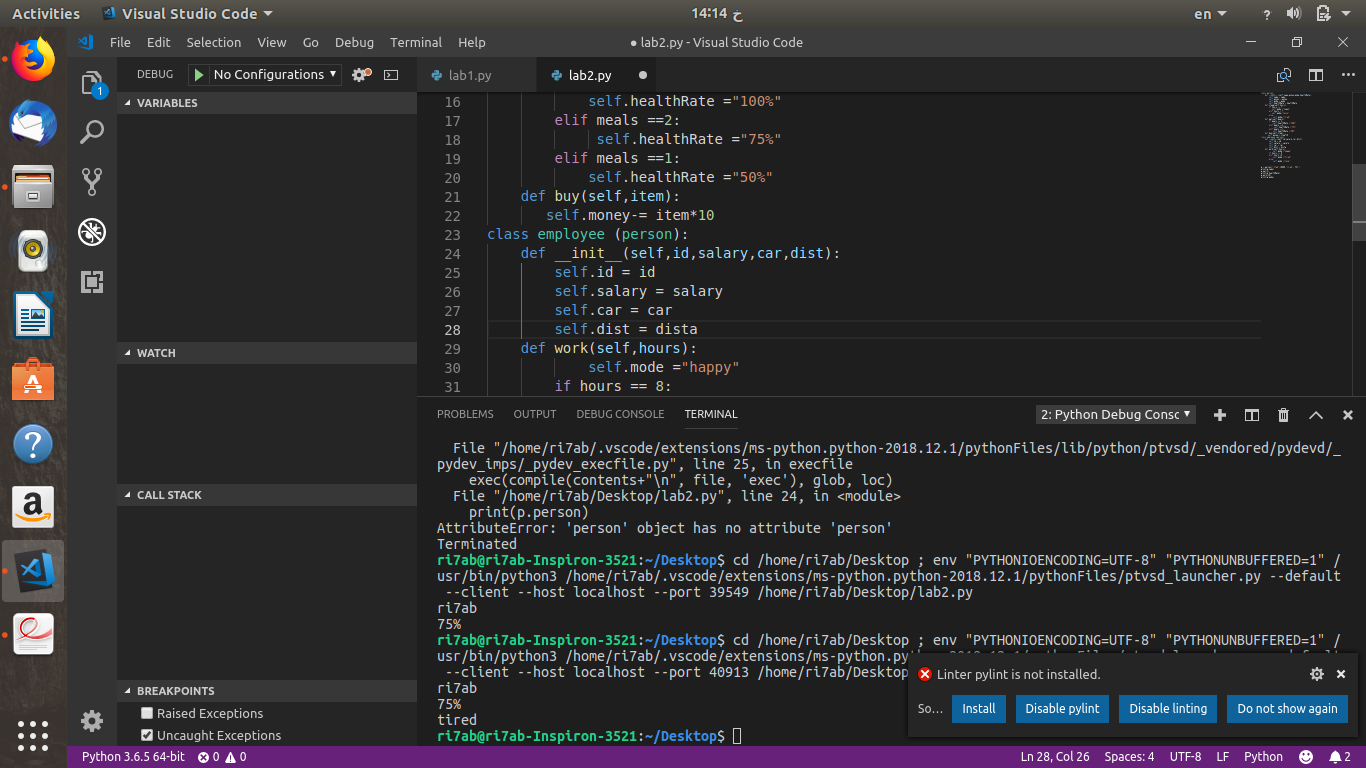 Activities Visual Studio Code 14:14 خ en ?
File Edit Selection View Go Debug Terminal Help ● lab2.py - Visual Studio Code
DEBUG No Configurations
lab1.py lab2.py
1
VARIABLES
WATCH
CALL STACK
BREAKPOINTS
Raised Exceptions
Uncaught Exceptions
16 self.healthRate ="100%"
17 elif meals ==2:
18 self.healthRate ="75%"
19 elif meals ==1:
20 self.healthRate ="50%"
21 def buy(self,item):
22 self.money-= item*10
23 class employee (person):
24 def __init__(self,id,salary,car,dist):
25 self.id = id
26 self.salary = salary
27 self.car = car
28 self.dist = dista
29 def work(self,hours):
30 self.mode ="happy"
31 if hours == 8:
PROBLEMS OUTPUT DEBUG CONSOLE TERMINAL 2: Python Debug Consc
File "/home/ri7ab/.vscode/extensions/ms-python.python-2018.12.1/pythonFiles/lib/python/ptvsd/_vendored/pydevd/_
pydev_imps/_pydev_execfile.py", line 25, in execfile
exec(compile(contents+"\n", file, 'exec'), glob, loc)
File "/home/ri7ab/Desktop/lab2.py", line 24, in <module>
print(p.person)
AttributeError: 'person' object has no attribute 'person'
Terminated
ri7ab@ri7ab-Inspiron-3521:~/Desktop$ cd /home/ri7ab/Desktop ; env "PYTHONIOENCODING=UTF-8" "PYTHONUNBUFFERED=1" /
usr/bin/python3 /home/ri7ab/.vscode/extensions/ms-python.python-2018.12.1/pythonFiles/ptvsd_launcher.py --default
--client --host localhost --port 39549 /home/ri7ab/Desktop/lab2.py
ri7ab
75%
ri7ab@ri7ab-Inspiron-3521:~/Desktop$ cd /home/ri7ab/Desktop ; env "PYTHONIOENCODING=UTF-8" "PYTHONUNBUFFERED=1" /
usr/bin/python3 /home/ri7ab/.vscode/extensions/ms-python.py
--client --host localhost --port 40913 /home/ri7ab/Desktop
ri7ab
75%
tired
ri7ab@ri7ab-Inspiron-3521:~/Desktop$
Linter pylint is not installed.
So... Install Disable pylint Disable linting Do not show again
Python 3.6.5 64-bit 0 0 Ln 28, Col 26 Spaces: 4 UTF-8 LF Python 2